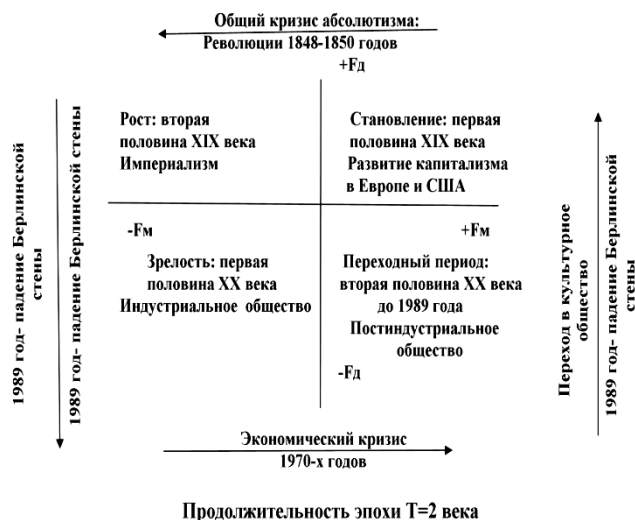 Общий кризис абсолютизма:
Революции 1848-1850 годов
+Fд
Рост: вторая
половина XIX века
Империализм
Становление: первая
половина XIX века
Развитие капитализма
в Европе и США
-Fм
+Fм
Зрелость: первая
половина XX века
Индустриальное общество
Переходный период:
вторая половина XX века
до 1989 года
Постиндустриальное
общество
-Fд
1989 год- падение Берлинской
стены
1989 год- падение Берлинской стены
Переход в культурное
общество
1989 год- падение Берлинской
стены
Экономический кризис
1970-х годов
Продолжительность эпохи T=2 века